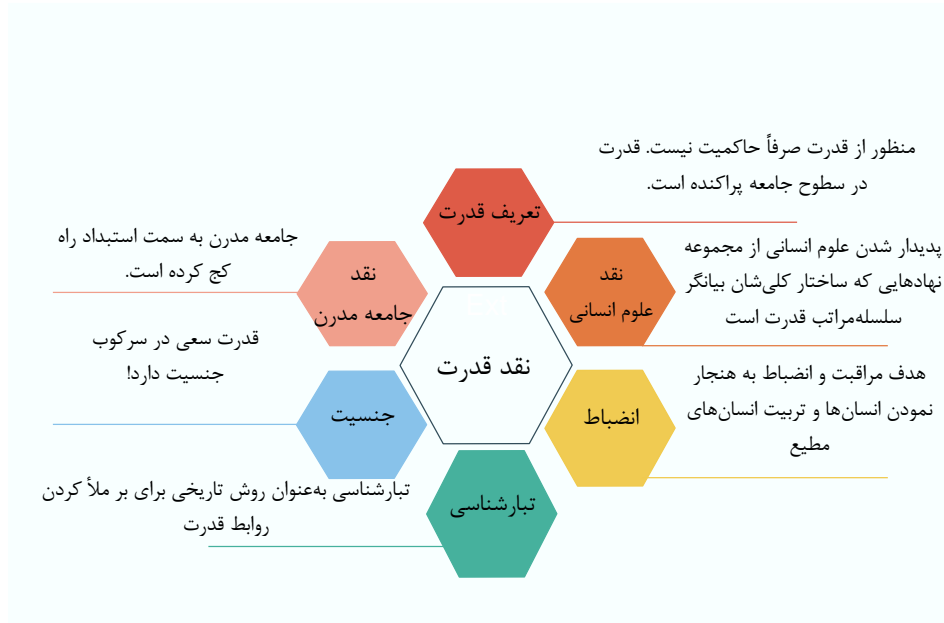 منظور از قدرت صرفاً حاکمیت نیست. قدرت
در سطوح جامعه پراکنده است.
تعریف قدرت
پدیدار شدن علوم انسانی از مجموعه
نهادهایی که ساختار کلی‌شان بیانگر
سلسله‌مراتب قدرت است
نقد
علوم انسانی
جامعه مدرن به سمت استبداد راه
کج کرده است.
نقد
جامعه مدرن
نقد قدرت
هدف مراقبت و انضباط به هنجار
نمودن انسان‌ها و تربیت انسان‌های
مطیع
انضباط
قدرت سعی در سرکوب
جنسیت دارد!
جنسیت
تبارشناسی به‌عنوان روش تاریخی برای بر ملأ کردن
روابط قدرت
تبارشناسی